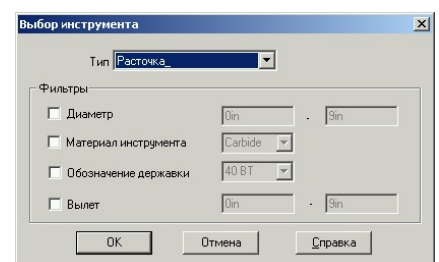 Выбор инструмента
Тип Расточка_
Фильтры
Диаметр 0in . 9in
Материал инструмента Carbide
Обозначение державки 40 BT
Вылет 0in . 9in
OK Отмена Справка